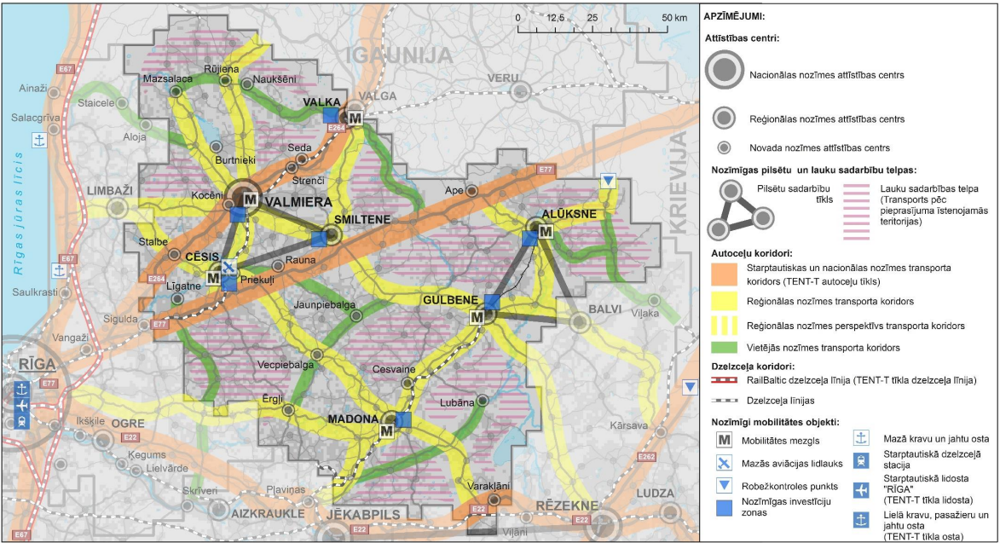 0 12,5 25 50 km
IGAUNIJA
E67
Ainaži
Staicele
Salacgrīva
Aloja
Mazsalaca
Rūjiena
Naukšēni
VALKA
VALGA
VERU
E264
Burtnieki
Seda
Strenči
E77
KRIEVIJA
Rīgas jūras līcis
LIMBAŽI
Kocēni
M
VALMIERA
Ape
SMILTENE
ALŪKSNE
M
Stalbe
CĒSIS
M
Rauna
Priekuļi
E67
E264
Līgatne
Saulkrasti
Jaunpiebalga
GULBENE
M
BALVI
Viļaka
Sigulda
E77
Vangaži
RĪGA
Vecpiebalga
Cesvaine
E77
Ērgļi
Lubāna
MADONA
M
Ikšķile
OGRE
E22
Ķegums
Lielvārde
Kārsava
E262
Skrīveri
Pļaviņas
Varakļāni
AIZKRAUKLE
JĒKABPILS
RĒZEKNE
LUDZA
E22
Viļāni
E22
E67
APZĪMĒJUMI:
Attīstības centri:
Nacionālas nozīmes attīstības centrs
Reģionālas nozīmes attīstības centrs
Novada nozīmes attīstības centrs
Nozīmīgas pilsētu un lauku sadarbību telpas:
Pilsētu sadarbību
tīkls
Lauku sadarbības telpa
(Transports pēc
pieprasījuma īstenojamās
teritorijas)
Autoceļu koridori:
Starptautiskas un nacionālas nozīmes transporta
koridors (TENT-T autoceļu tīkls)
Reģionālas nozīmes transporta koridors
Reģionālas nozīmes perspektīvs transporta koridors
Vietējās nozīmes transporta koridors
Dzelzceļa koridori:
RailBaltic dzelzceļa līnija (TENT-T tīkla dzelzceļa līnija)
Dzelzceļa līnijas
Nozīmīgi mobilitātes objekti:
M Mobilitātes mezgls
Mazās aviācijas lidlauks
Robežkontroles punkts
Nozīmīgas investīciju
zonas
Mazā kravu un jahtu osta
Starptautiskā dzelzceļā
stacija
Starptautiskā lidosta
"RĪGA"
(TENT-T tīkla lidosta)
Lielā kravu, pasažieru un
jahtu osta
(TENT-T tīkla osta)